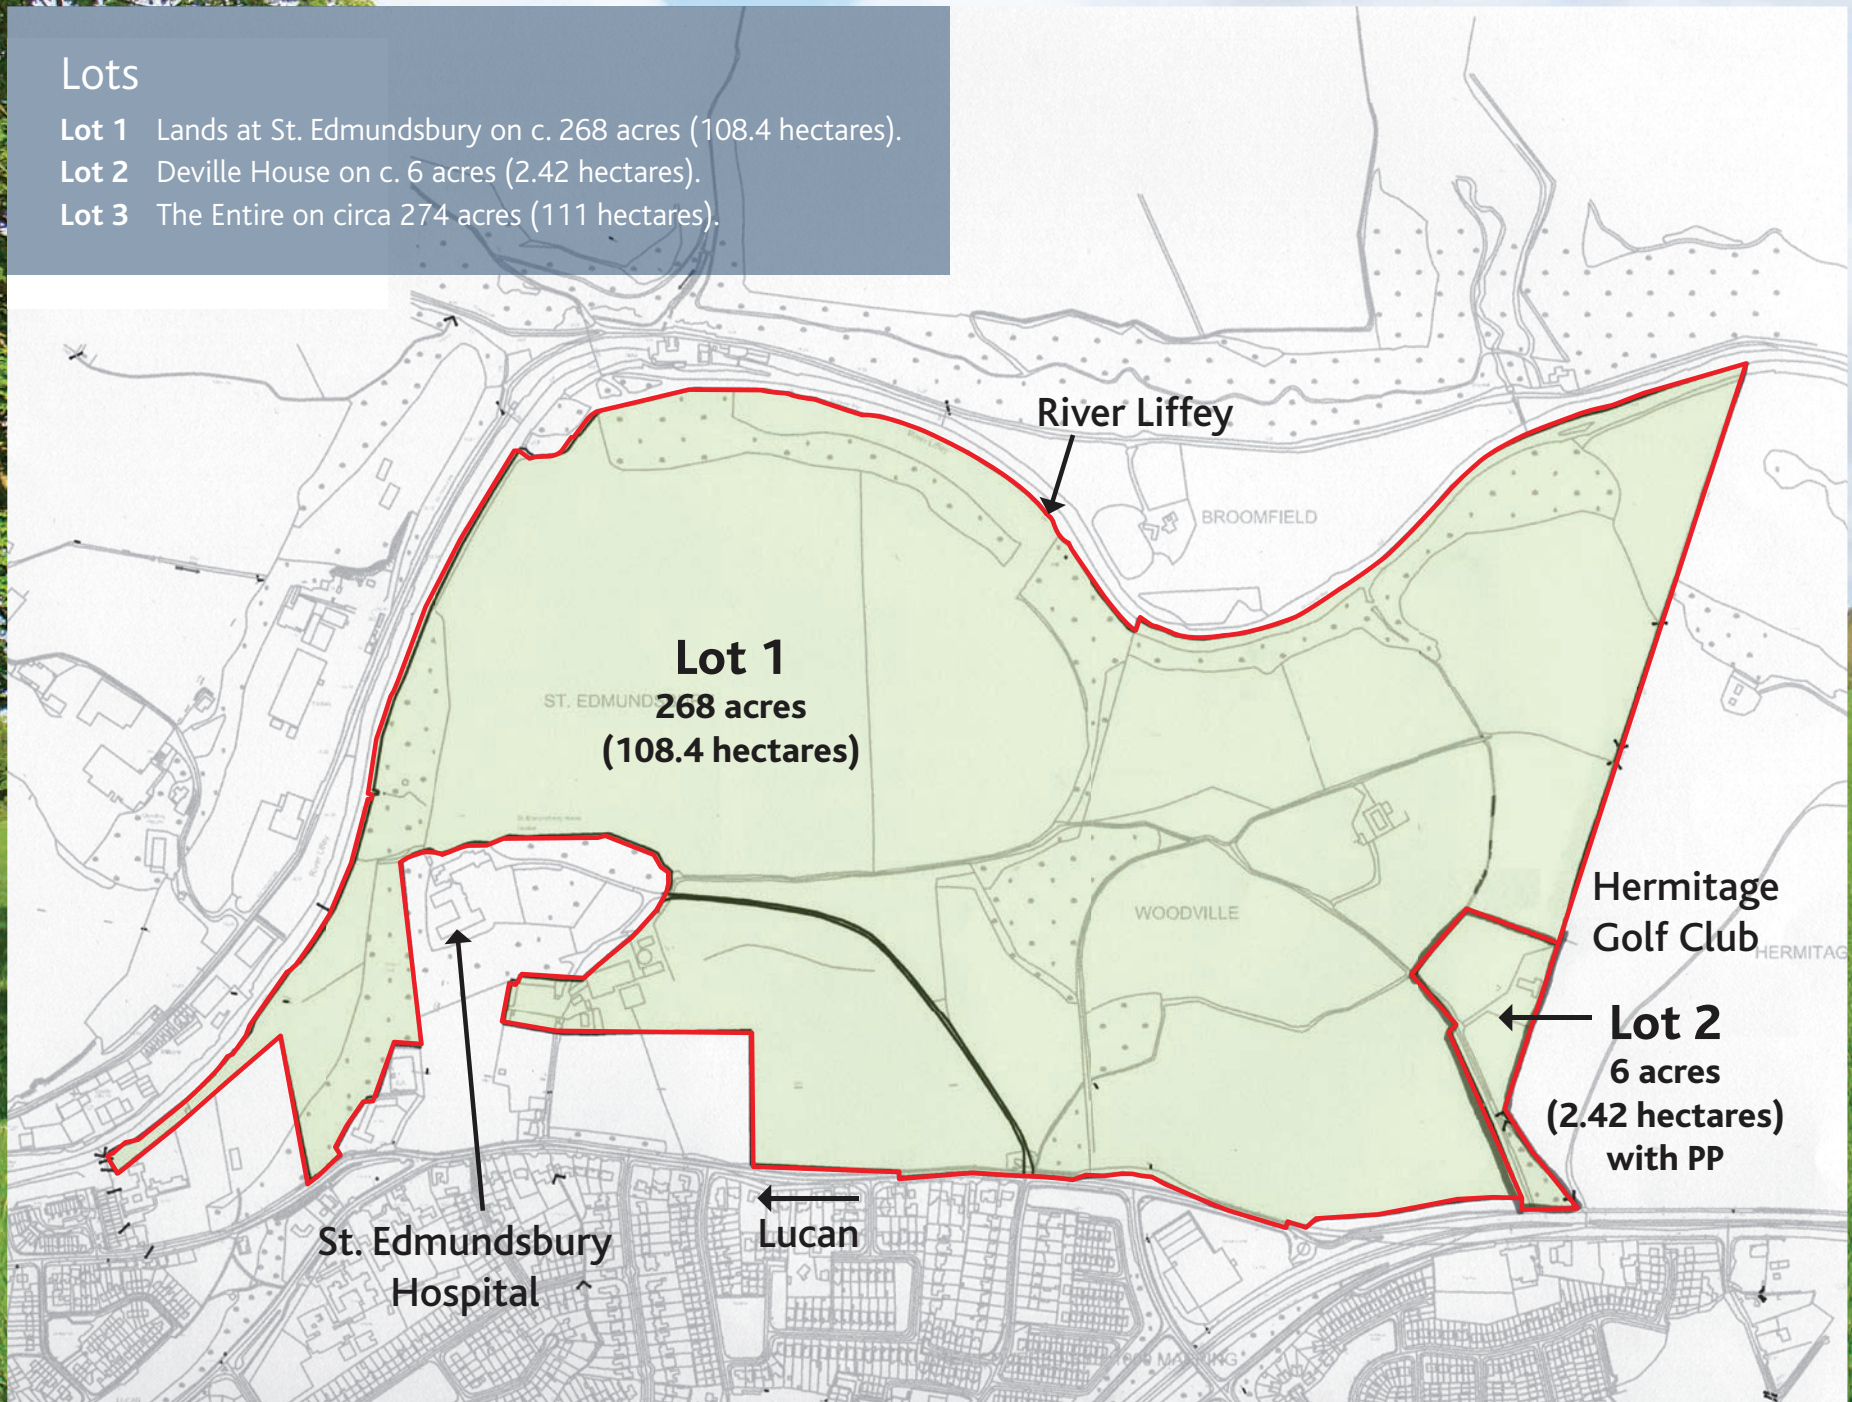 Lots
Lot 1 Lands at St. Edmundsbury on c. 268 acres (108.4 hectares).
Lot 2 Deville House on c. 6 acres (2.42 hectares).
Lot 3 The Entire on circa 274 acres (111 hectares).
River Liffey
BROOMFIELD
Lot 1
ST. EDMUNDS
268 acres
(108.4 hectares)
River Liffey
WOODVILLE
Hermitage
Golf Club
HERMITAG
Lot 2
6 acres
(2.42 hectares)
with PP
Lucan
St. Edmundsbury
Hospital